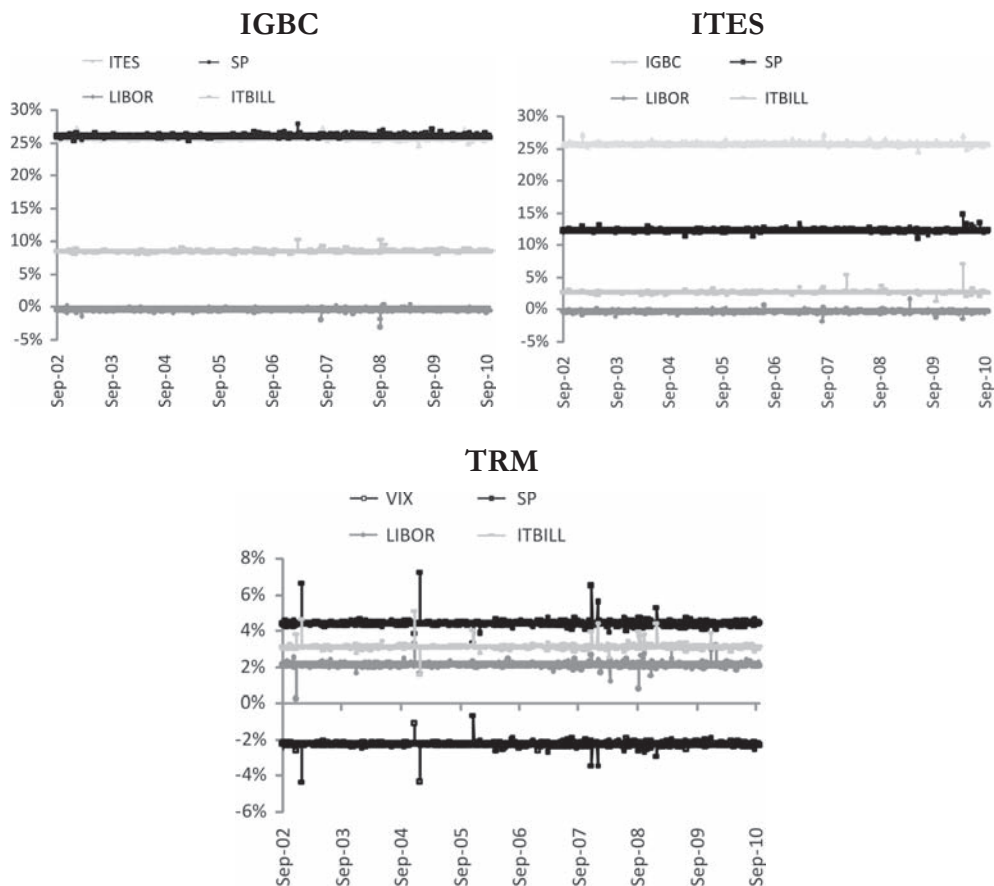 IGBC
ITES SP
LIBOR ITBILL
30%
25%
20%
15%
10%
5%
0%
-5%
Sep-02
Sep-03
Sep-04
Sep-05
Sep-06
Sep-07
Sep-08
Sep-09
Sep-10
ITES
IGBC SP
LIBOR ITBILL
30%
25%
20%
15%
10%
5%
0%
-5%
Sep-02
Sep-03
Sep-04
Sep-05
Sep-06
Sep-07
Sep-08
Sep-09
Sep-10
TRM
VIX SP
LIBOR ITBILL
8%
6%
4%
2%
0%
-2%
-4%
-6%
Sep-02
Sep-03
Sep-04
Sep-05
Sep-06
Sep-07
Sep-08
Sep-09
Sep-10